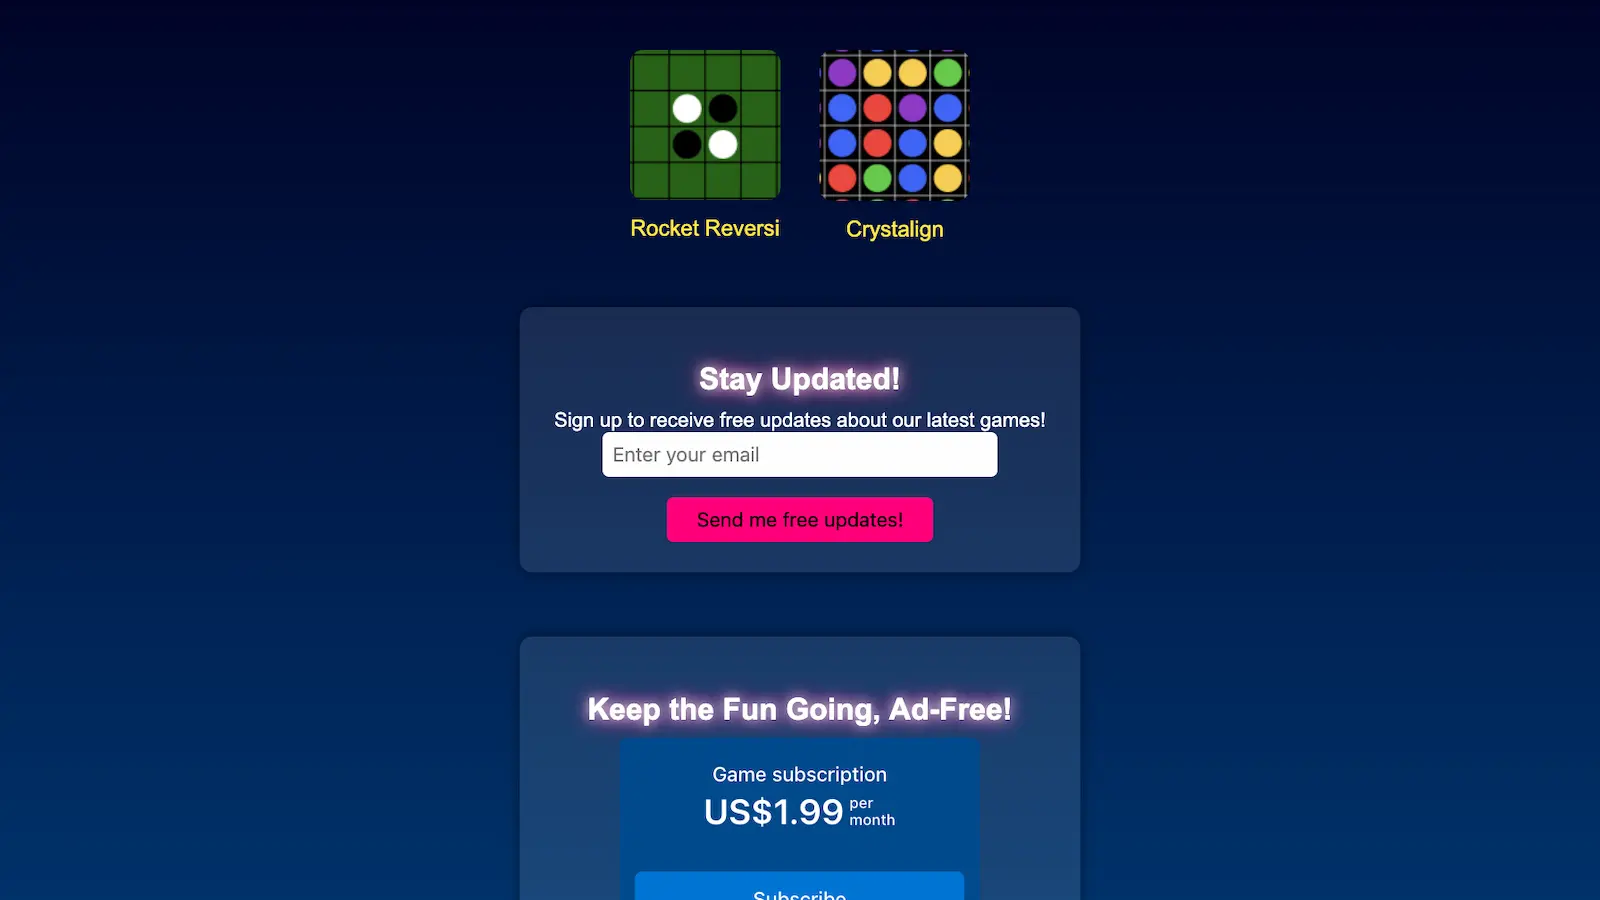 Rocket Reversi
Crystalign
Stay Updated!
Sign up to receive free updates about our latest games!
Enter your email
Send me free updates!
Keep the Fun Going, Ad-Free!
Game subscription
US$1.99 per month
Subscribe